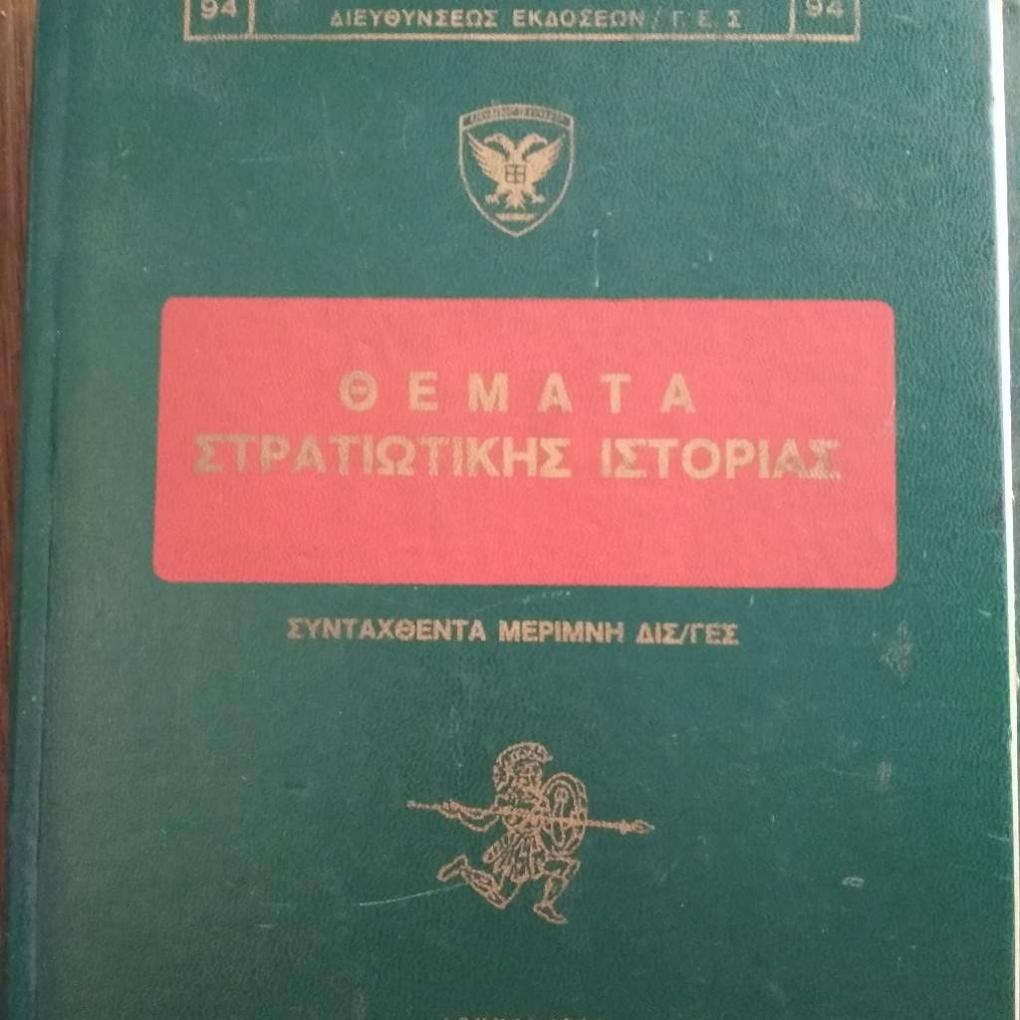 94 ΔΙΕΥΘΥΝΣΕΩΣ ΕΚΔΟΣΕΩΝ / Γ. Ε. Σ 94
ΘΕΜΑΤΑ
ΣΤΡΑΤΙΩΤΙΚΗΣ ΙΣΤΟΡΙΑΣ
ΣΥΝΤΑΧΘΕΝΤΑ ΜΕΡΙΜΝΗ ΔΙΣ/ΓΕΣ